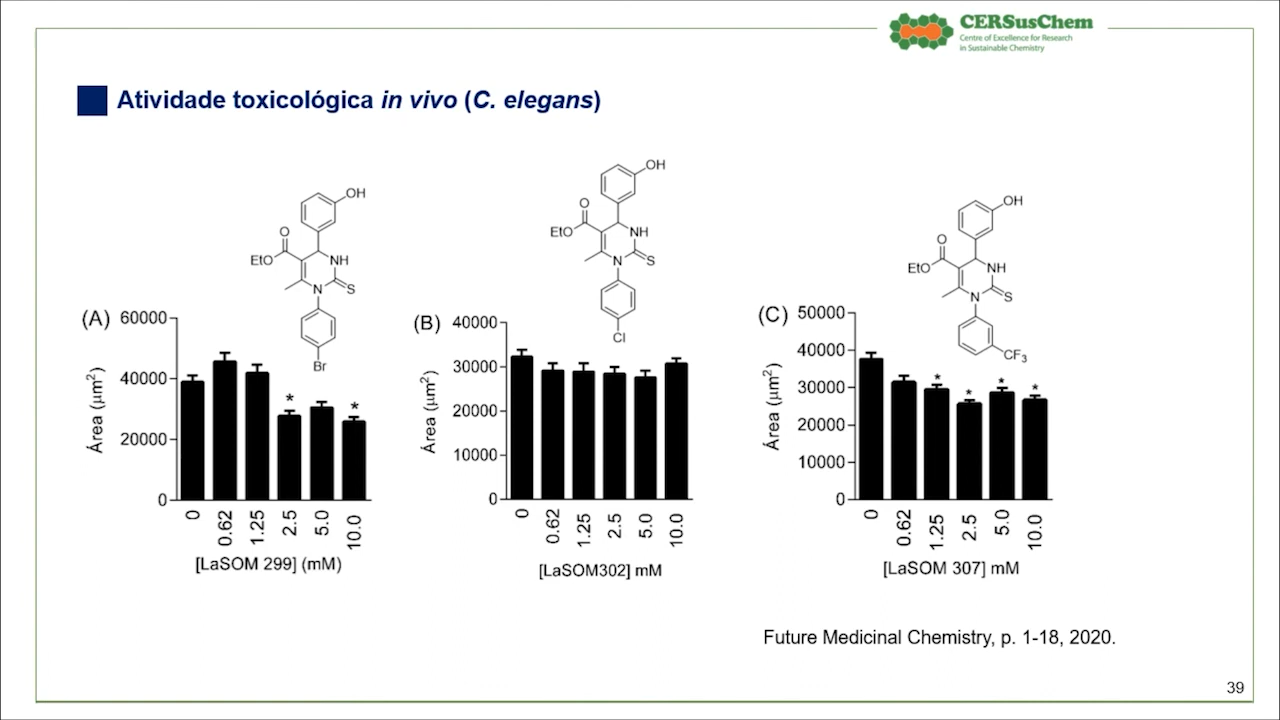 CERSusChem
Centre of Excellence for Research
in Sustainable Chemistry
Atividade toxicológica in vivo (C. elegans)
(A)
OH
O
EtO
NH
N
S
Br
60000
40000
20000
0
Área (μm²)
*
*
0 0.62 1.25 2.5 5.0 10.0
[LaSOM 299] (mM)
(B)
OH
O
EtO
NH
N
S
Cl
40000
30000
20000
10000
0
Área (μm²)
0 0.62 1.25 2.5 5.0 10.0
[LaSOM302] mM
(C)
OH
O
EtO
NH
N
S
CF₃
50000
40000
30000
20000
10000
0
Área (μm²)
* * * *
0 0.62 1.25 2.5 5.0 10.0
[LaSOM 307] mM
Future Medicinal Chemistry, p. 1-18, 2020.
39